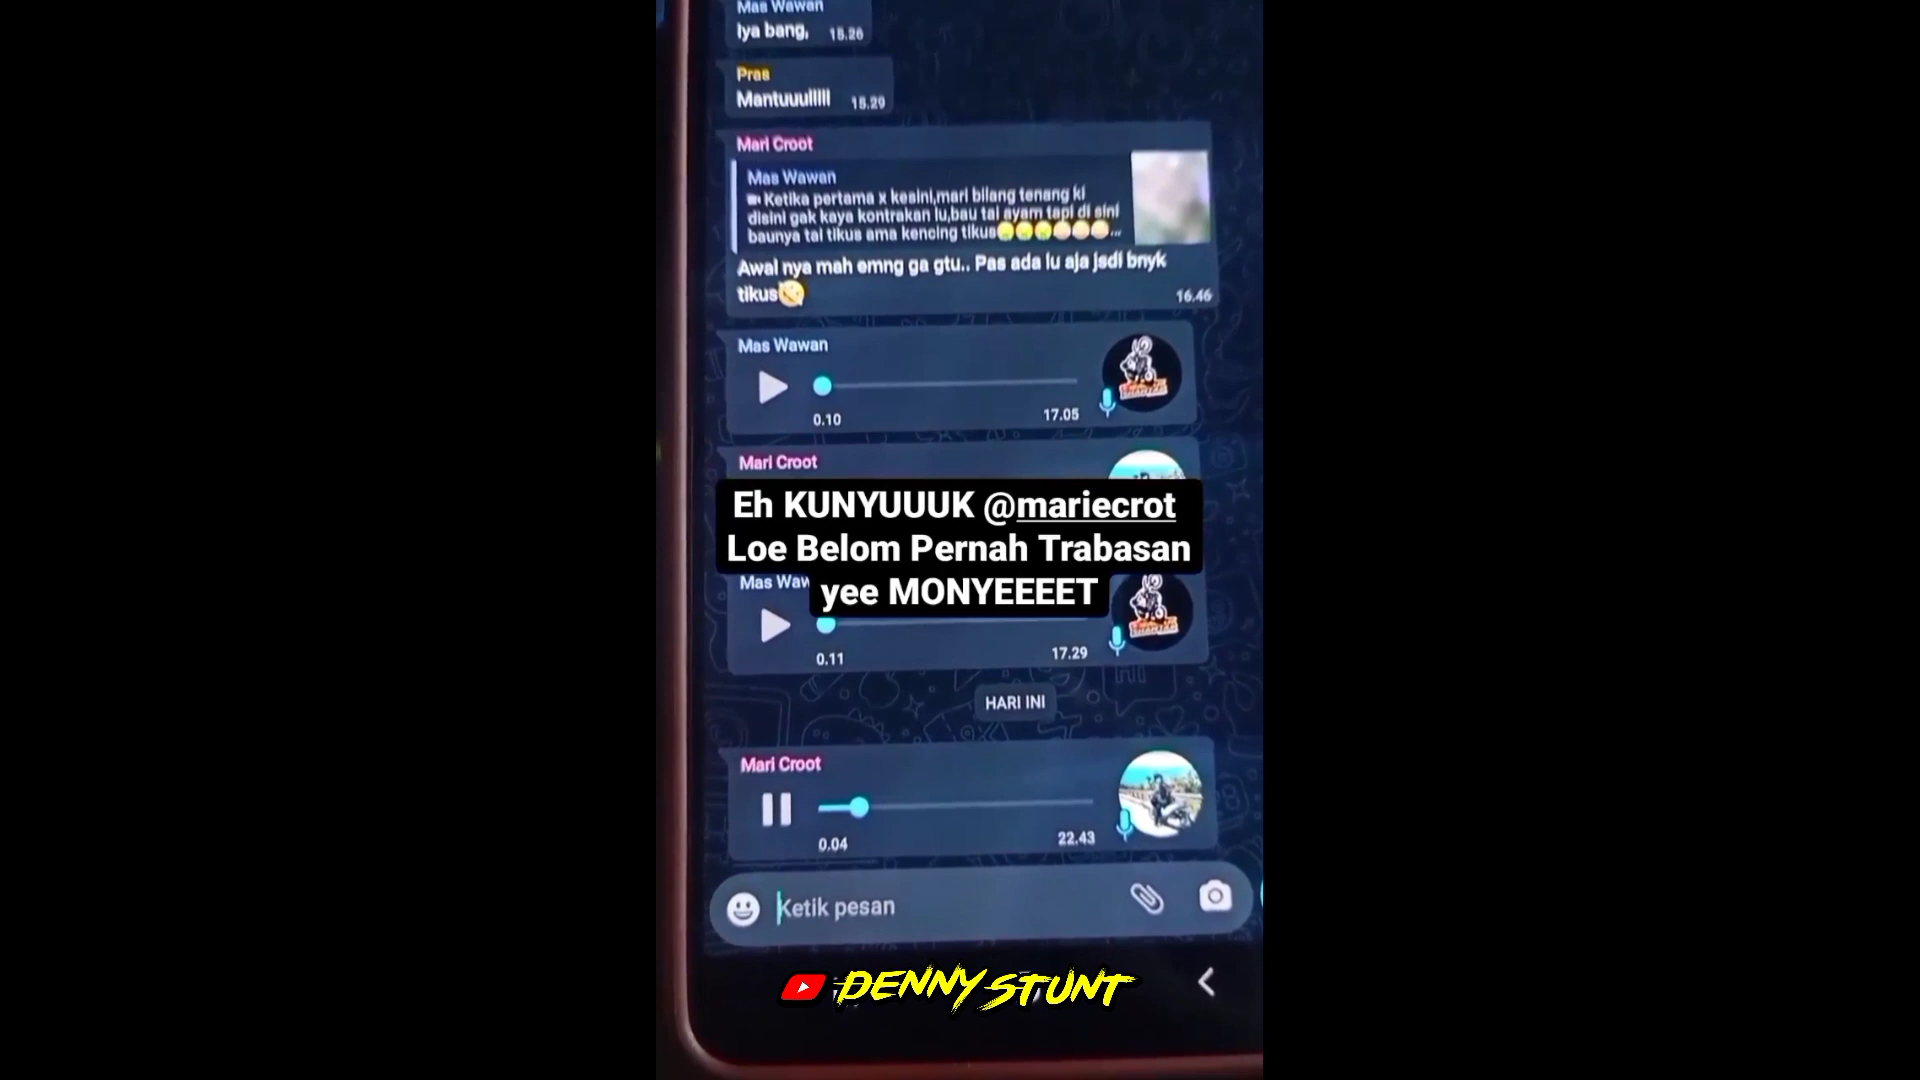 Mas Wawan
Iya bang, 15.26
Pras
Mantuuulllll 15.29
Mari Croot
Mas Wawan
Ketika pertama x kesini,mari bilang tenang ki
disini gak kaya kontrakan lu,bau tai ayam tapi di sini
baunya tai tikus ama kencing tikus🤢🤢🤢😁😁😁...
Awal nya mah emng ga gtu.. Pas ada lu aja jsdi bnyk
tikus🤣
16.46
Mas Wawan
0.10 17.05
Mari Croot
Eh KUNYUUUK @mariecrot
Loe Belom Pernah Trabasan
yee MONYEEEET
Mas Waw
0.11 17.29
HARI INI
Mari Croot
0.04 22.43
Ketik pesan
DENNY STUNT